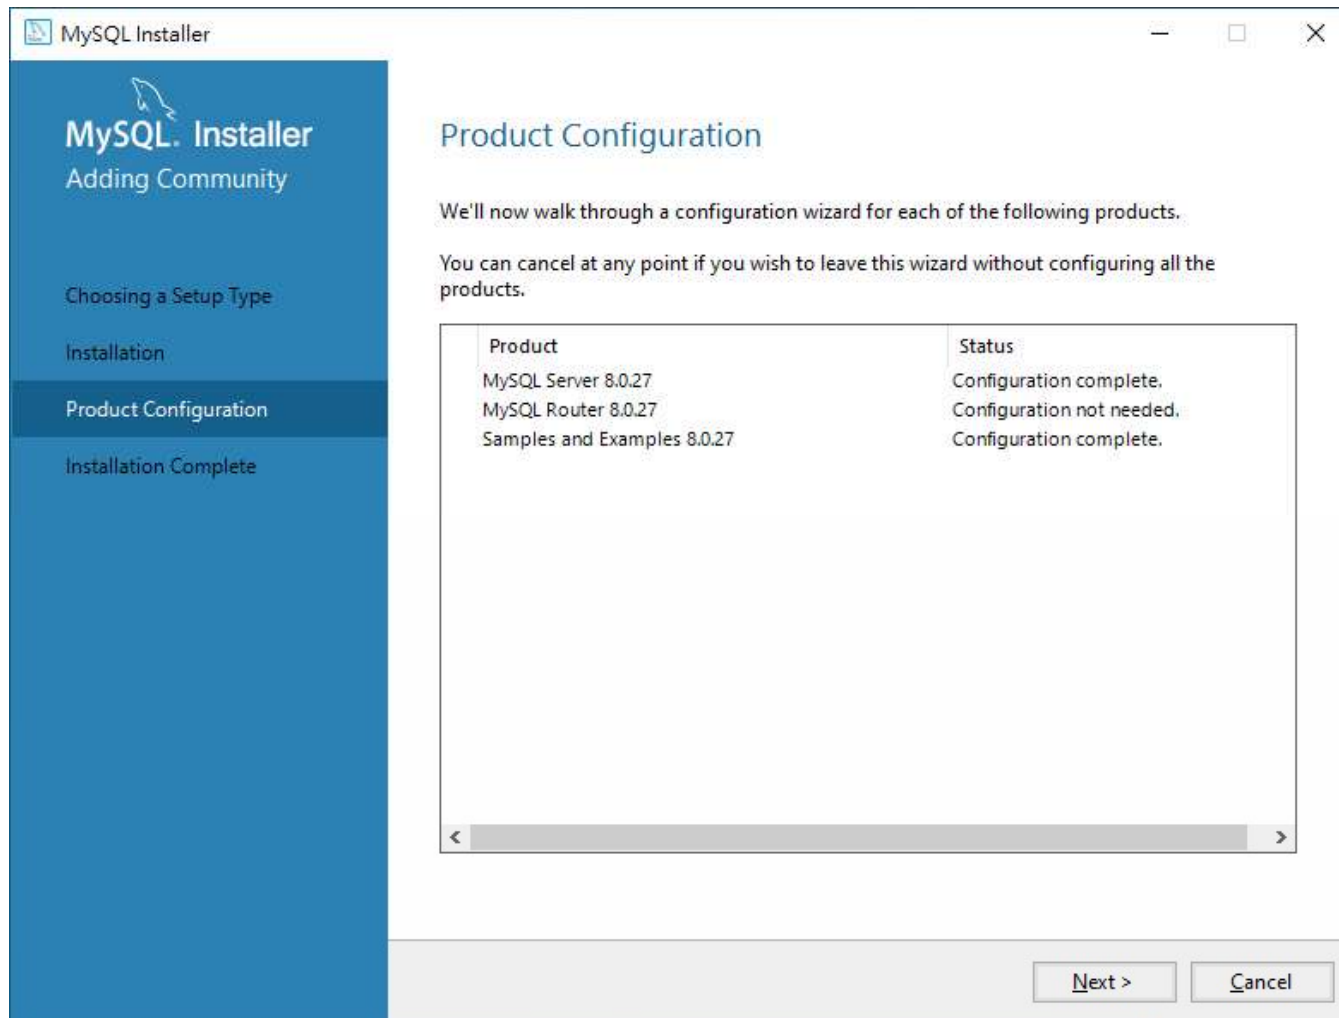 MySQL Installer
MySQL. Installer
Adding Community
Choosing a Setup Type
Installation
Product Configuration
Installation Complete
Product Configuration
We'll now walk through a configuration wizard for each of the following products.
You can cancel at any point if you wish to leave this wizard without configuring all the
products.
Product Status
MySQL Server 8.0.27 Configuration complete.
MySQL Router 8.0.27 Configuration not needed.
Samples and Examples 8.0.27 Configuration complete.
Next > Cancel